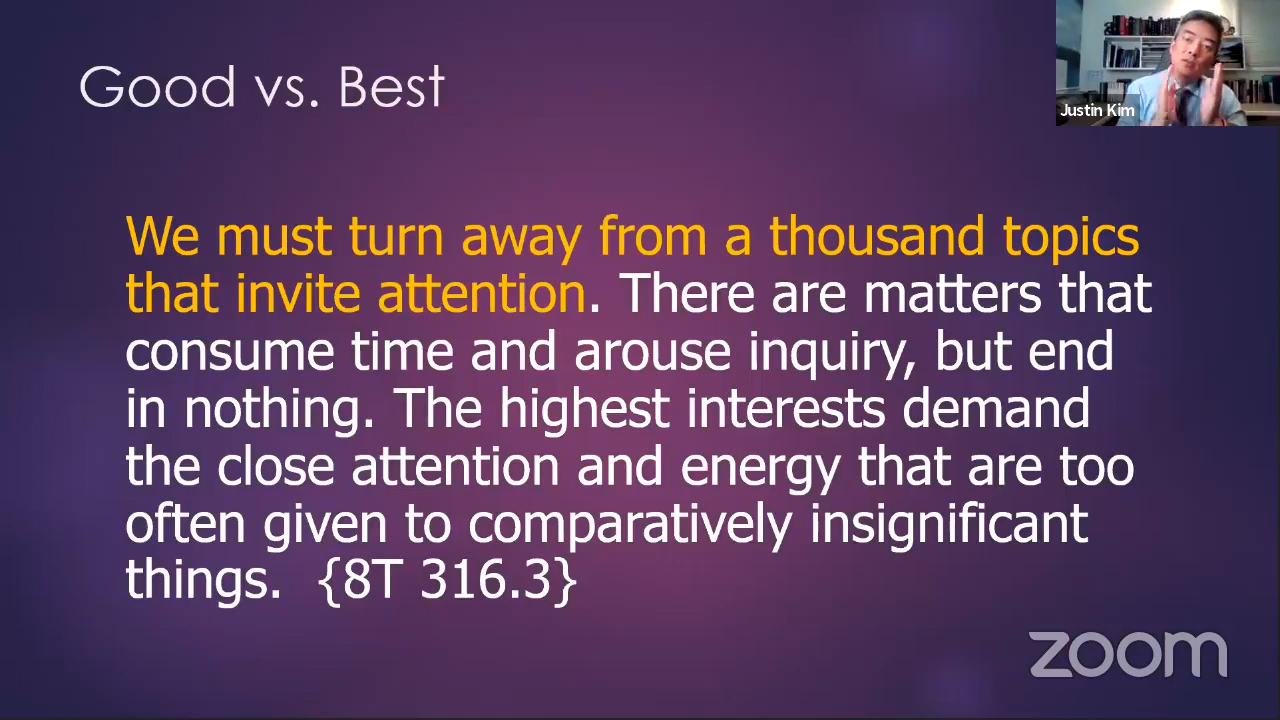 Good vs. Best
Justin Kim
We must turn away from a thousand topics
that invite attention. There are matters that
consume time and arouse inquiry, but end
in nothing. The highest interests demand
the close attention and energy that are too
often given to comparatively insignificant
things.  {8T 316.3}
zoom